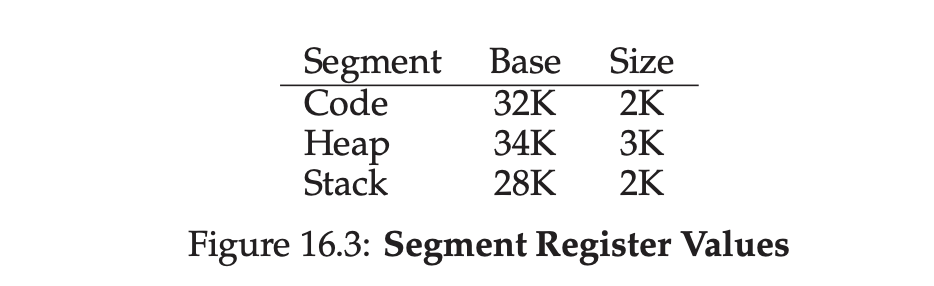 Segment Base Size
Code 32K 2K
Heap 34K 3K
Stack 28K 2K
Figure 16.3: Segment Register Values